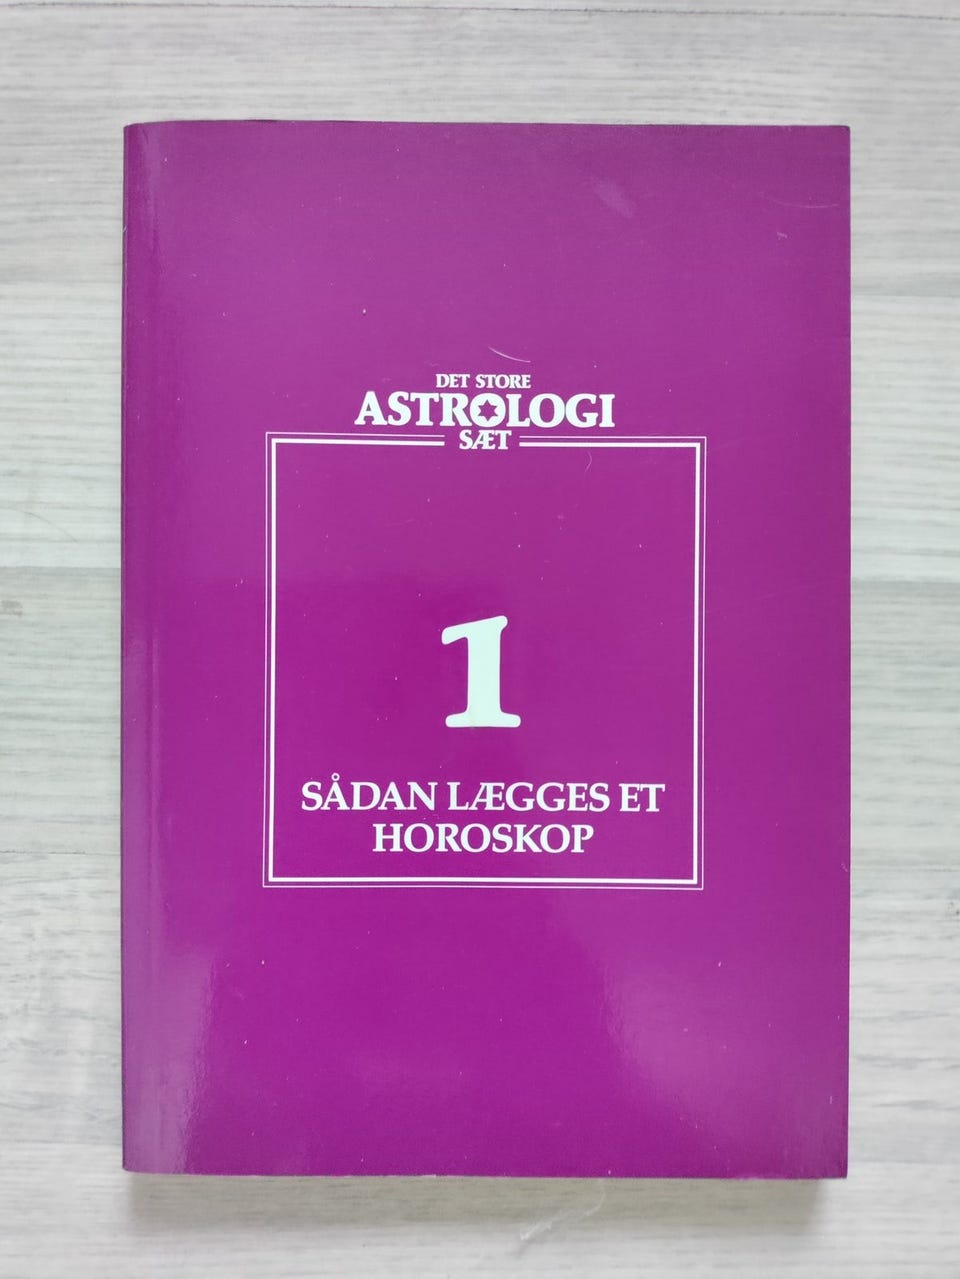 DET STORE
ASTROLOGI
SÆT
1
SÅDAN LÆGGES ET
HOROSKOP